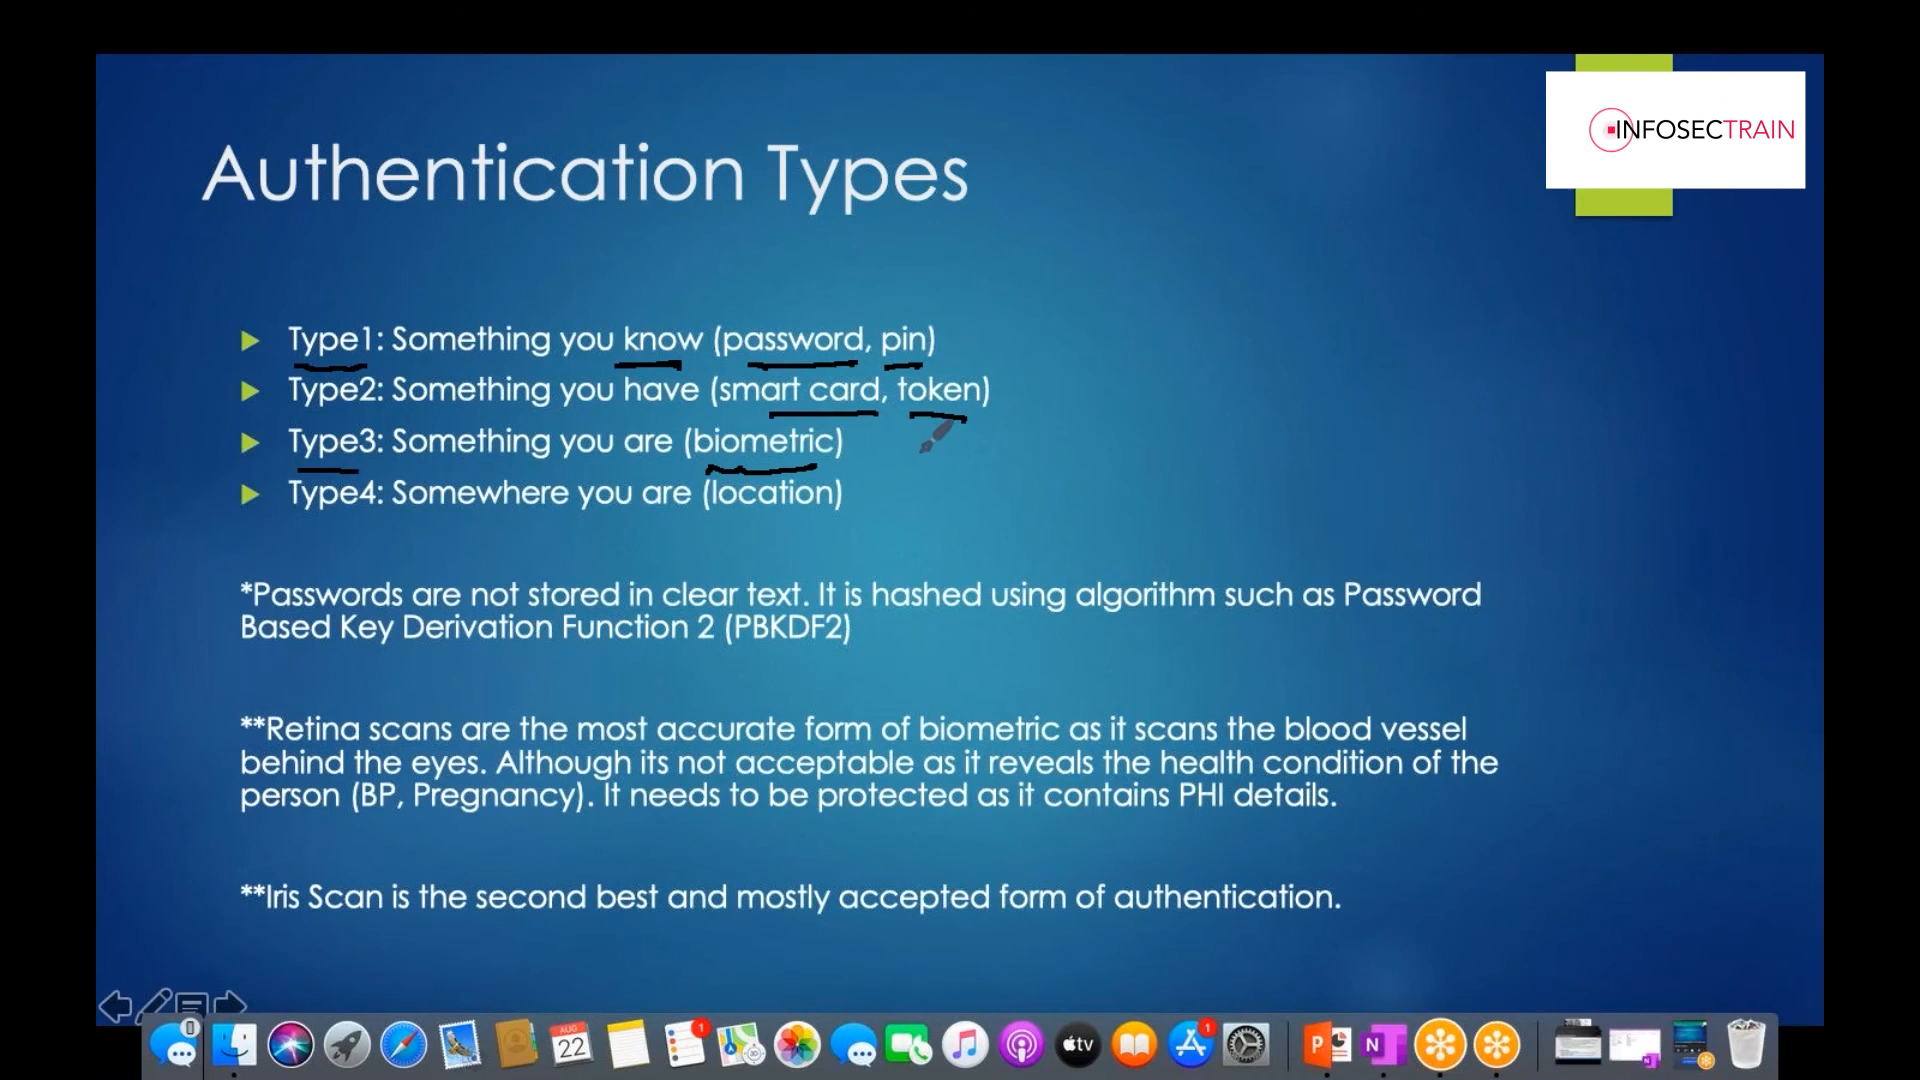 INFOSECTRAIN
Authentication Types
Type1: Something you know (password, pin)
Type2: Something you have (smart card, token)
Type3: Something you are (biometric)
Type4: Somewhere you are (location)
*Passwords are not stored in clear text. It is hashed using algorithm such as Password
Based Key Derivation Function 2 (PBKDF2)
**Retina scans are the most accurate form of biometric as it scans the blood vessel
behind the eyes. Although its not acceptable as it reveals the health condition of the
person (BP, Pregnancy). It needs to be protected as it contains PHI details.
**Iris Scan is the second best and mostly accepted form of authentication.
AUG
22
1
tv
1
P
N